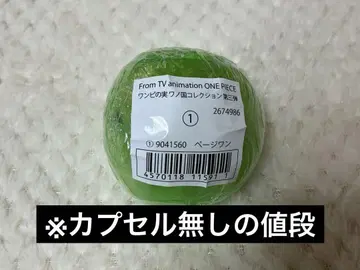 From TV animation ONE PIECE
ワンピの実 ワノ国コレクション 第三弾
2674986
①
① 9041560 ページワン
4570118 11591
※カプセル無しの値段